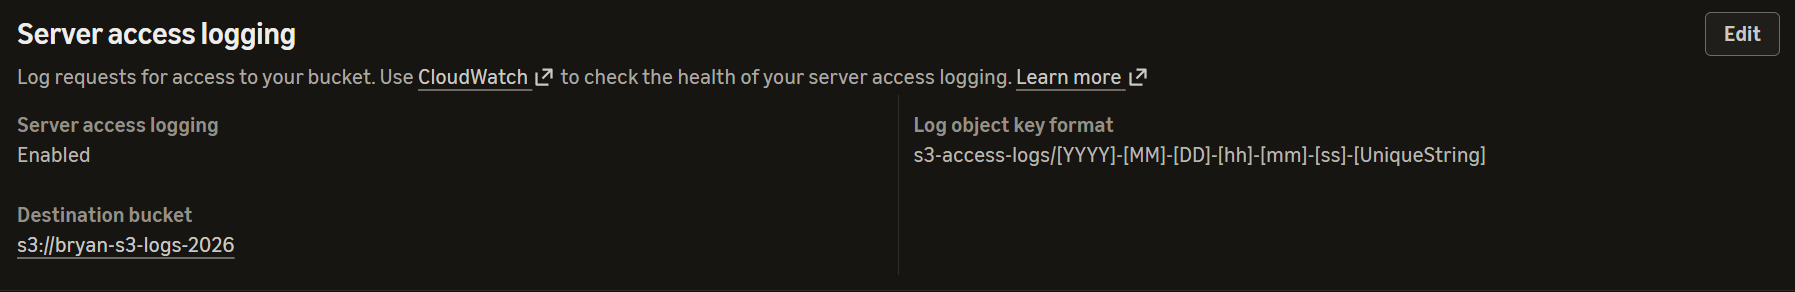 Server access logging
Edit
Log requests for access to your bucket. Use CloudWatch to check the health of your server access logging. Learn more
Server access logging
Enabled
Destination bucket
s3://bryan-s3-logs-2026
Log object key format
s3-access-logs/[YYYY]-[MM]-[DD]-[hh]-[mm]-[ss]-[UniqueString]